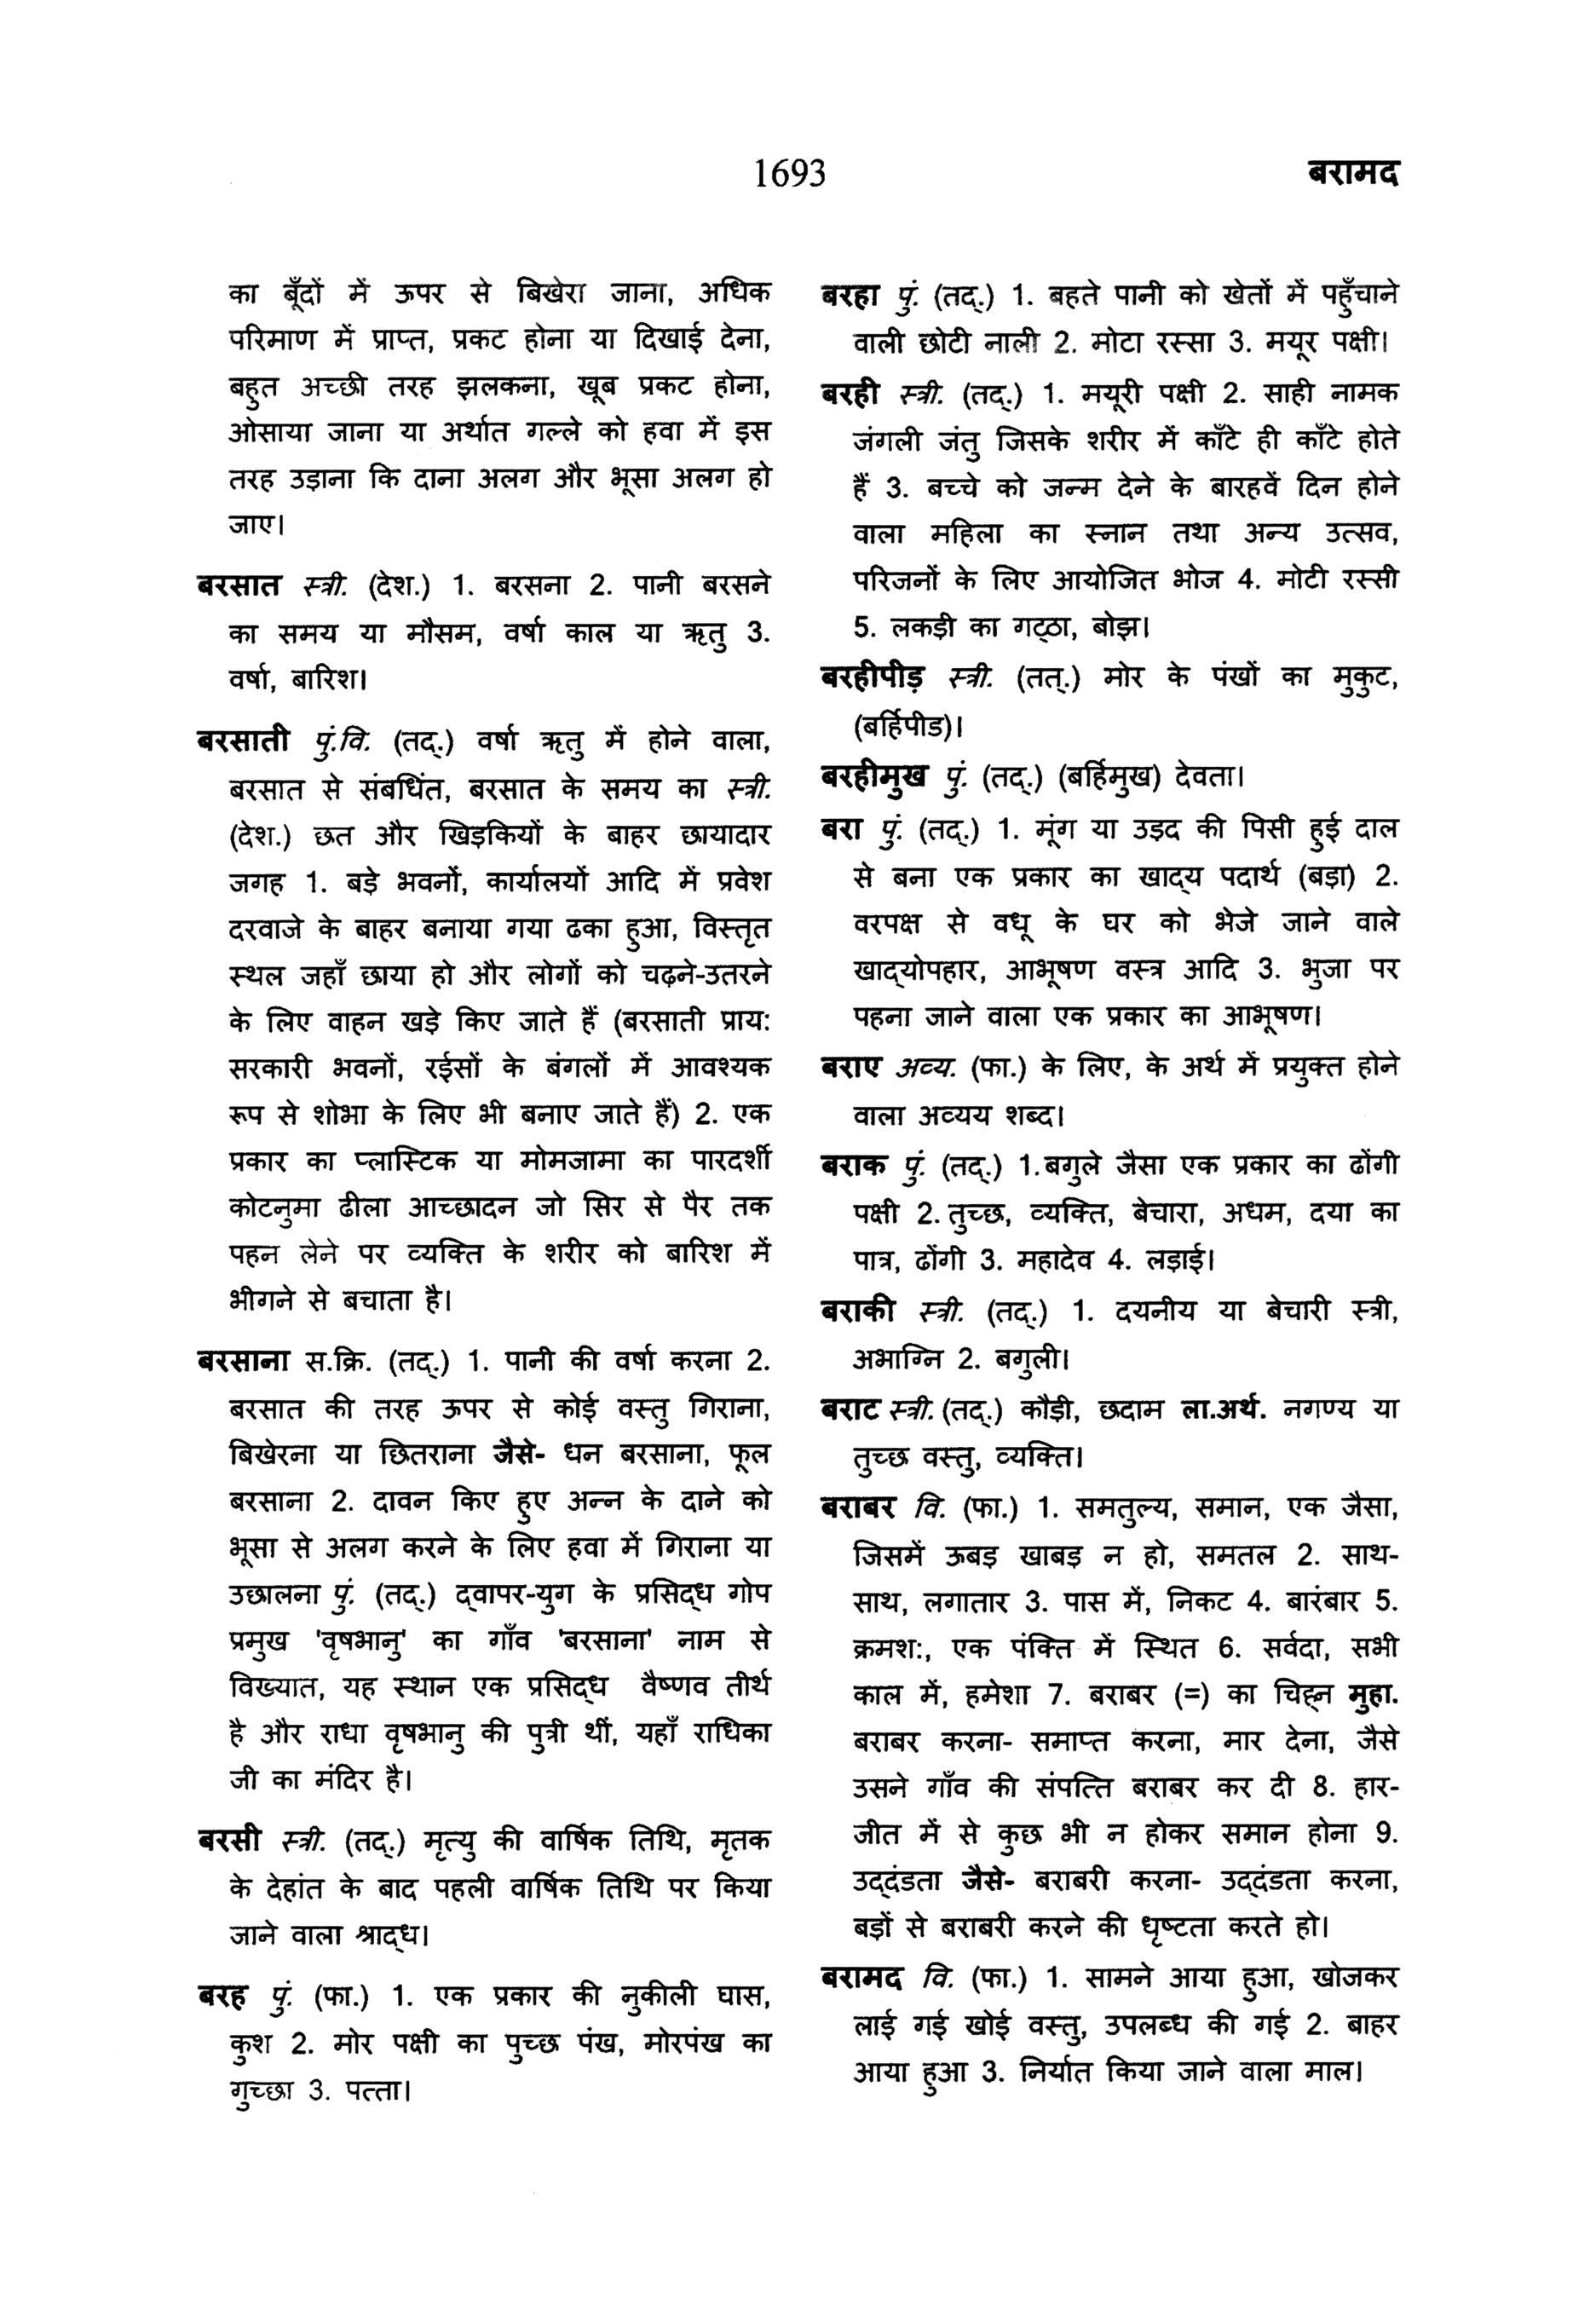 1693
बरामद
का बूँदों में ऊपर से बिखेरा जाना, अधिक
परिमाण में प्राप्त, प्रकट होना या दिखाई देना,
बहुत अच्छी तरह झलकना, खूब प्रकट होना,
ओसाया जाना या अर्थात गल्ले को हवा में इस
तरह उड़ाना कि दाना अलग और भूसा अलग हो
जाए।
बरसात स्त्री. (देश.) 1. बरसना 2. पानी बरसने
का समय या मौसम, वर्षा काल या ऋतु 3.
वर्षा, बारिश।
बरसाती पुं.वि. (तद्.) वर्षा ऋतु में होने वाला,
बरसात से संबधिंत, बरसात के समय का स्त्री.
(देश.) छत और खिड़कियों के बाहर छायादार
जगह 1. बड़े भवनों, कार्यालयों आदि में प्रवेश
दरवाजे के बाहर बनाया गया ढका हुआ, विस्तृत
स्थल जहाँ छाया हो और लोगों को चढ़ने-उतरने
के लिए वाहन खड़े किए जाते हैं (बरसाती प्राय:
सरकारी भवनों, रईसों के बंगलों में आवश्यक
रूप से शोभा के लिए भी बनाए जाते हैं) 2. एक
प्रकार का प्लास्टिक या मोमजामा का पारदर्शी
कोटनुमा ढीला आच्छादन जो सिर से पैर तक
पहन लेने पर व्यक्ति के शरीर को बारिश में
भीगने से बचाता है।
बरसाना स.क्रि. (तद्.) 1. पानी की वर्षा करना 2.
बरसात की तरह ऊपर से कोई वस्तु गिराना,
बिखेरना या छितराना जैसे- धन बरसाना, फूल
बरसाना 2. दावन किए हुए अन्न के दाने को
भूसा से अलग करने के लिए हवा में गिराना या
उछालना पुं. (तद्.) द्वापर-युग के प्रसिद्ध गोप
प्रमुख 'वृषभानु' का गाँव 'बरसाना' नाम से
विख्यात, यह स्थान एक प्रसिद्ध वैष्णव तीर्थ
है और राधा वृषभानु की पुत्री थीं, यहाँ राधिका
जी का मंदिर है।
बरसी स्त्री. (तद्.) मृत्यु की वार्षिक तिथि, मृतक
के देहांत के बाद पहली वार्षिक तिथि पर किया
जाने वाला श्राद्ध।
बरह पुं. (फा.) 1. एक प्रकार की नुकीली घास,
कुश 2. मोर पक्षी का पुच्छ पंख, मोरपंख का
गुच्छा 3. पत्ता।
बरहा पुं. (तद्.) 1. बहते पानी को खेतों में पहुँचाने
वाली छोटी नाली 2. मोटा रस्सा 3. मयूर पक्षी।
बरही स्त्री. (तद्.) 1. मयूरी पक्षी 2. साही नामक
जंगली जंतु जिसके शरीर में काँटे ही काँटे होते
हैं 3. बच्चे को जन्म देने के बारहवें दिन होने
वाला महिला का स्नान तथा अन्य उत्सव,
परिजनों के लिए आयोजित भोज 4. मोटी रस्सी
5. लकड़ी का गट्ठा, बोझ।
बरहीपीड़ स्त्री. (तत्.) मोर के पंखों का मुकुट,
(बर्हिपीड)।
बरहीमुख पुं. (तद्.) (बर्हिमुख) देवता।
बरा पुं. (तद्.) 1. मूंग या उड़द की पिसी हुई दाल
से बना एक प्रकार का खाद्य पदार्थ (बड़ा) 2.
वरपक्ष से वधू के घर को भेजे जाने वाले
खाद्योपहार, आभूषण वस्त्र आदि 3. भुजा पर
पहना जाने वाला एक प्रकार का आभूषण।
बराए अव्य. (फा.) के लिए, के अर्थ में प्रयुक्त होने
वाला अव्यय शब्द।
बराक पुं. (तद्.) 1.बगुले जैसा एक प्रकार का ढोंगी
पक्षी 2. तुच्छ, व्यक्ति, बेचारा, अधम, दया का
पात्र, ढोंगी 3. महादेव 4. लड़ाई।
बराकी स्त्री. (तद्.) 1. दयनीय या बेचारी स्त्री,
अभाग्नि 2. बगुली।
बराट स्त्री. (तद्.) कौड़ी, छदाम ला.अर्थ. नगण्य या
तुच्छ वस्तु, व्यक्ति।
बराबर वि. (फा.) 1. समतुल्य, समान, एक जैसा,
जिसमें ऊबड़ खाबड़ न हो, समतल 2. साथ-
साथ, लगातार 3. पास में, निकट 4. बारंबार 5.
क्रमश:, एक पंक्ति में स्थित 6. सर्वदा, सभी
काल में, हमेशा 7. बराबर (=) का चिह्न मुहा.
बराबर करना- समाप्त करना, मार देना, जैसे
उसने गाँव की संपत्ति बराबर कर दी 8. हार-
जीत में से कुछ भी न होकर समान होना 9.
उद्दंडता जैसे- बराबरी करना- उद्दंडता करना,
बड़ों से बराबरी करने की धृष्टता करते हो।
बरामद वि. (फा.) 1. सामने आया हुआ, खोजकर
लाई गई खोई वस्तु, उपलब्ध की गई 2. बाहर
आया हुआ 3. निर्यात किया जाने वाला माल।